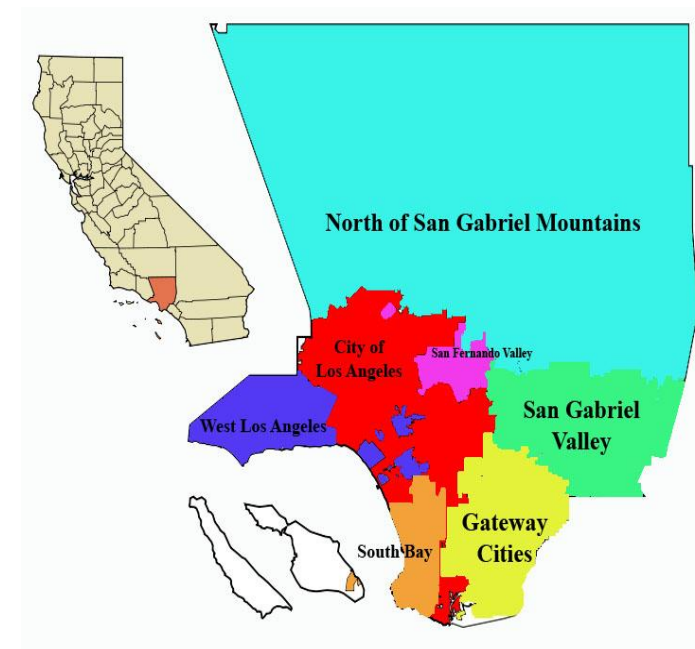 North of San Gabriel Mountains
City of
Los Angeles
San Fernando Valley
West Los Angeles
San Gabriel
Valley
Gateway
Cities
South Bay